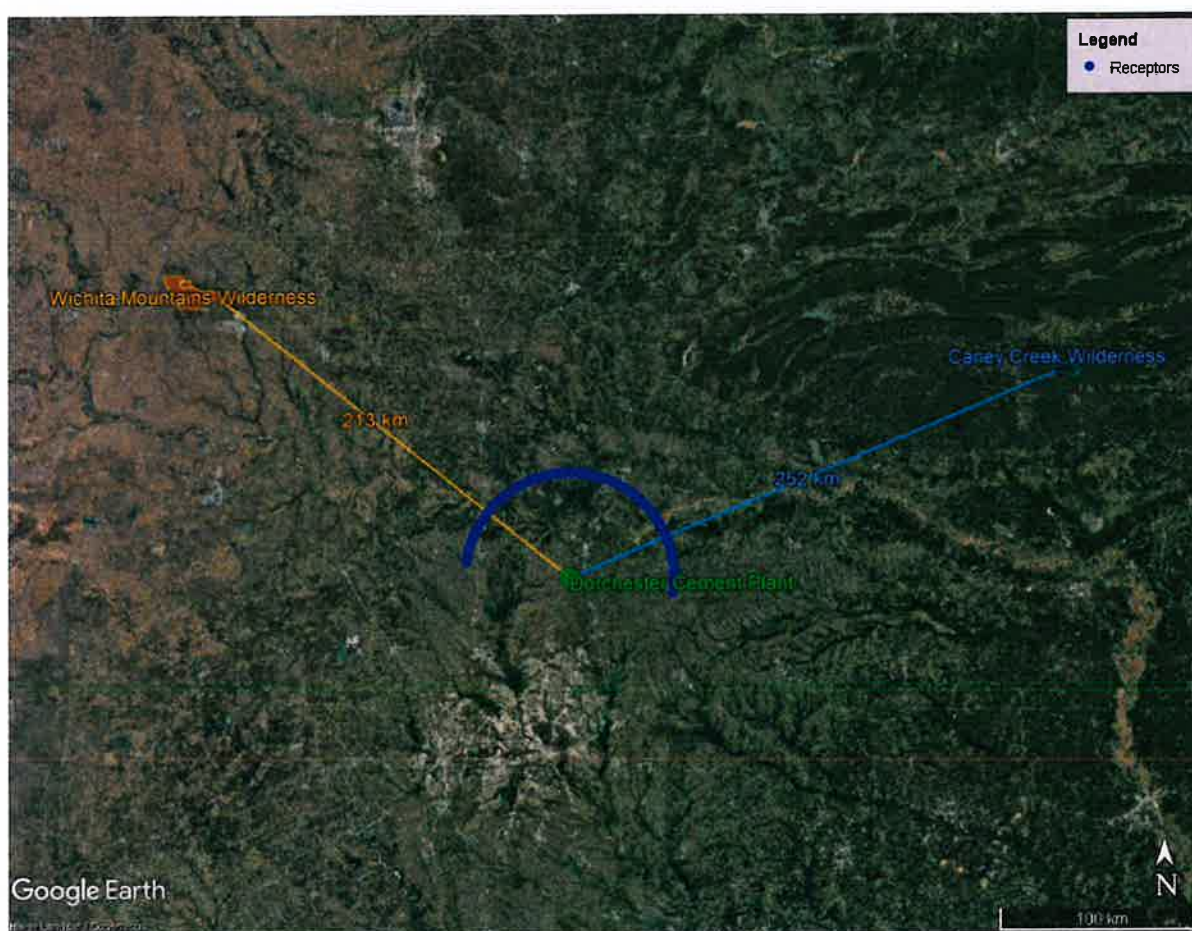 Legend
Receptors
Wichita Mountains Wilderness
Caney Creek Wilderness
213 km
252 km
Dorchester Cement Plant
Google Earth
N
100 km